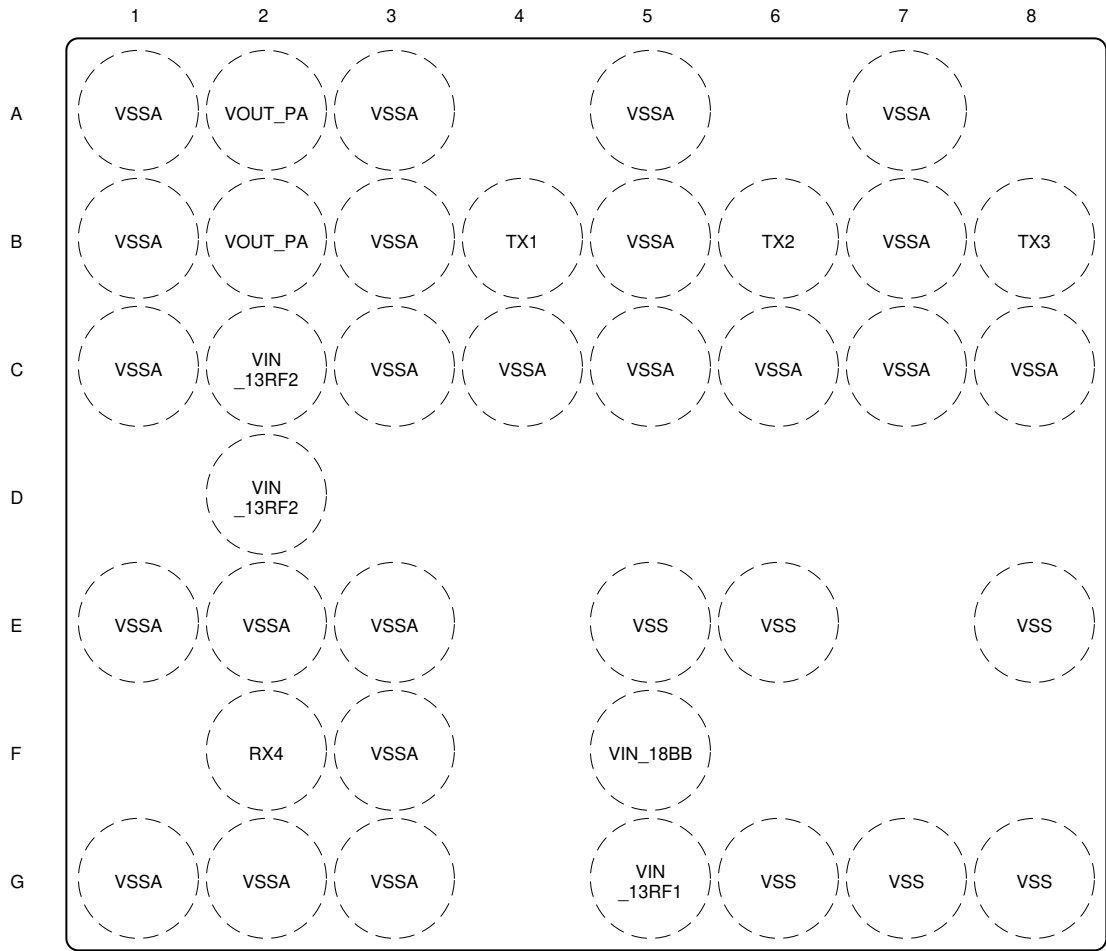 1 2 3 4 5 6 7 8
A VSSA VOUT_PA VSSA VSSA VSSA
B VSSA VOUT_PA VSSA TX1 VSSA TX2 VSSA TX3
C VSSA VIN _13RF2 VSSA VSSA VSSA VSSA VSSA VSSA
D VIN _13RF2
E VSSA VSSA VSSA VSS VSS VSS
F RX4 VSSA VIN_18BB
G VSSA VSSA VSSA VIN _13RF1 VSS VSS VSS